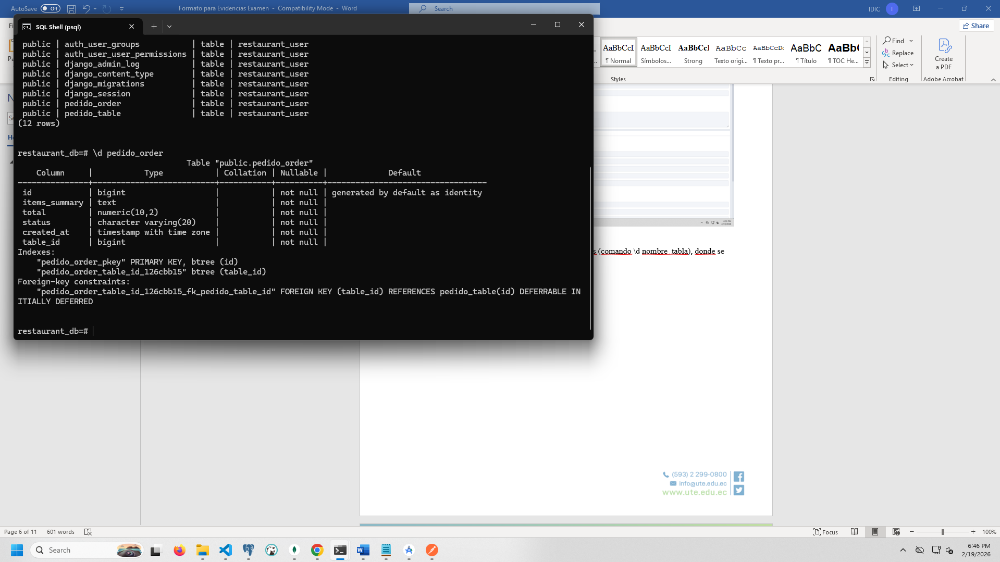 AutoSave Off
Formato para Evidencias Examen - Compatibility Mode - Word
Search
IDIC
I
Share
SQL Shell (psql)
public | auth_user_groups | table | restaurant_user
public | auth_user_user_permissions | table | restaurant_user
public | django_admin_log | table | restaurant_user
public | django_content_type | table | restaurant_user
public | django_migrations | table | restaurant_user
public | django_session | table | restaurant_user
public | pedido_order | table | restaurant_user
public | pedido_table | table | restaurant_user
(12 rows)
restaurant_db=# \d pedido_order
Table "public.pedido_order"
Column | Type | Collation | Nullable | Default
---------------+--------------------------+-----------+----------+----------------------------------
id | bigint | | not null | generated by default as identity
items_summary | text | | not null |
total | numeric(10,2) | | not null |
status | character varying(20) | | not null |
created_at | timestamp with time zone | | not null |
table_id | bigint | | not null |
Indexes:
"pedido_order_pkey" PRIMARY KEY, btree (id)
"pedido_order_table_id_126cbb15" btree (table_id)
Foreign-key constraints:
"pedido_order_table_id_126cbb15_fk_pedido_table_id" FOREIGN KEY (table_id) REFERENCES pedido_table(id) DEFERRABLE IN
ITIALLY DEFERRED
restaurant_db=#
AaBbCcI AaBbCcI AaBbCcI AaBbCc AaBbCcDc AaBbC AaBb(
¶ Normal Símbolos... Strong Texto origi... ¶ Texto pr... ¶ Título ¶ TOC He...
Styles
Find
Replace
Select
Editing
Create
a PDF
Adobe Acrobat
s (comando \d nombre_tabla), donde se
(593) 2 299-0800
info@ute.edu.ec
www.ute.edu.ec
Page 6 of 11 601 words
Focus
100%
Search
6:46 PM
2/19/2026